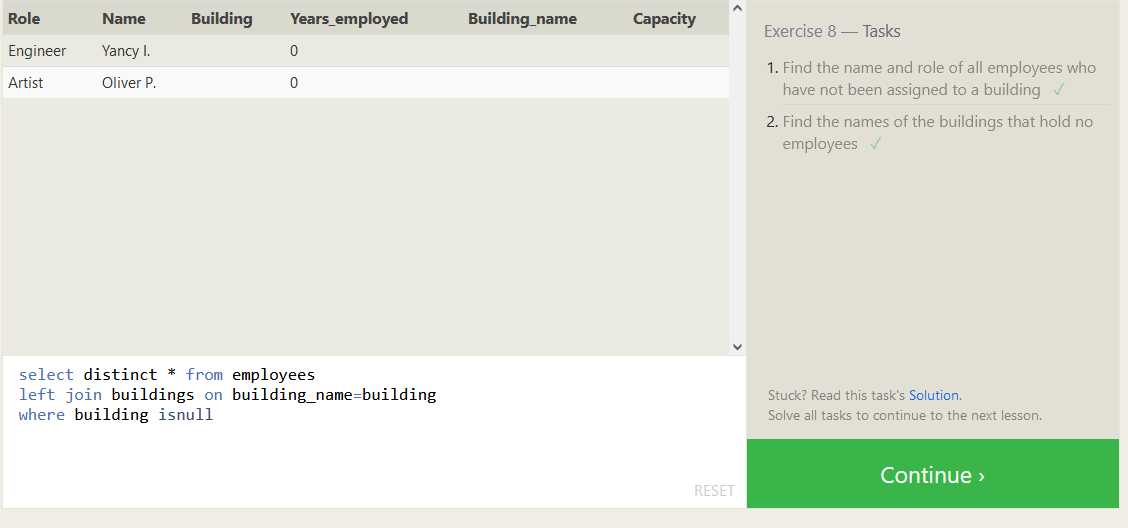 Role Name Building Years_employed Building_name Capacity
Engineer Yancy I. 0
Artist Oliver P. 0
select distinct * from employees
left join buildings on building_name=building
where building isnull
RESET
Exercise 8 — Tasks
1. Find the name and role of all employees who
have not been assigned to a building ✓
2. Find the names of the buildings that hold no
employees ✓
Stuck? Read this task's Solution.
Solve all tasks to continue to the next lesson.
Continue ›